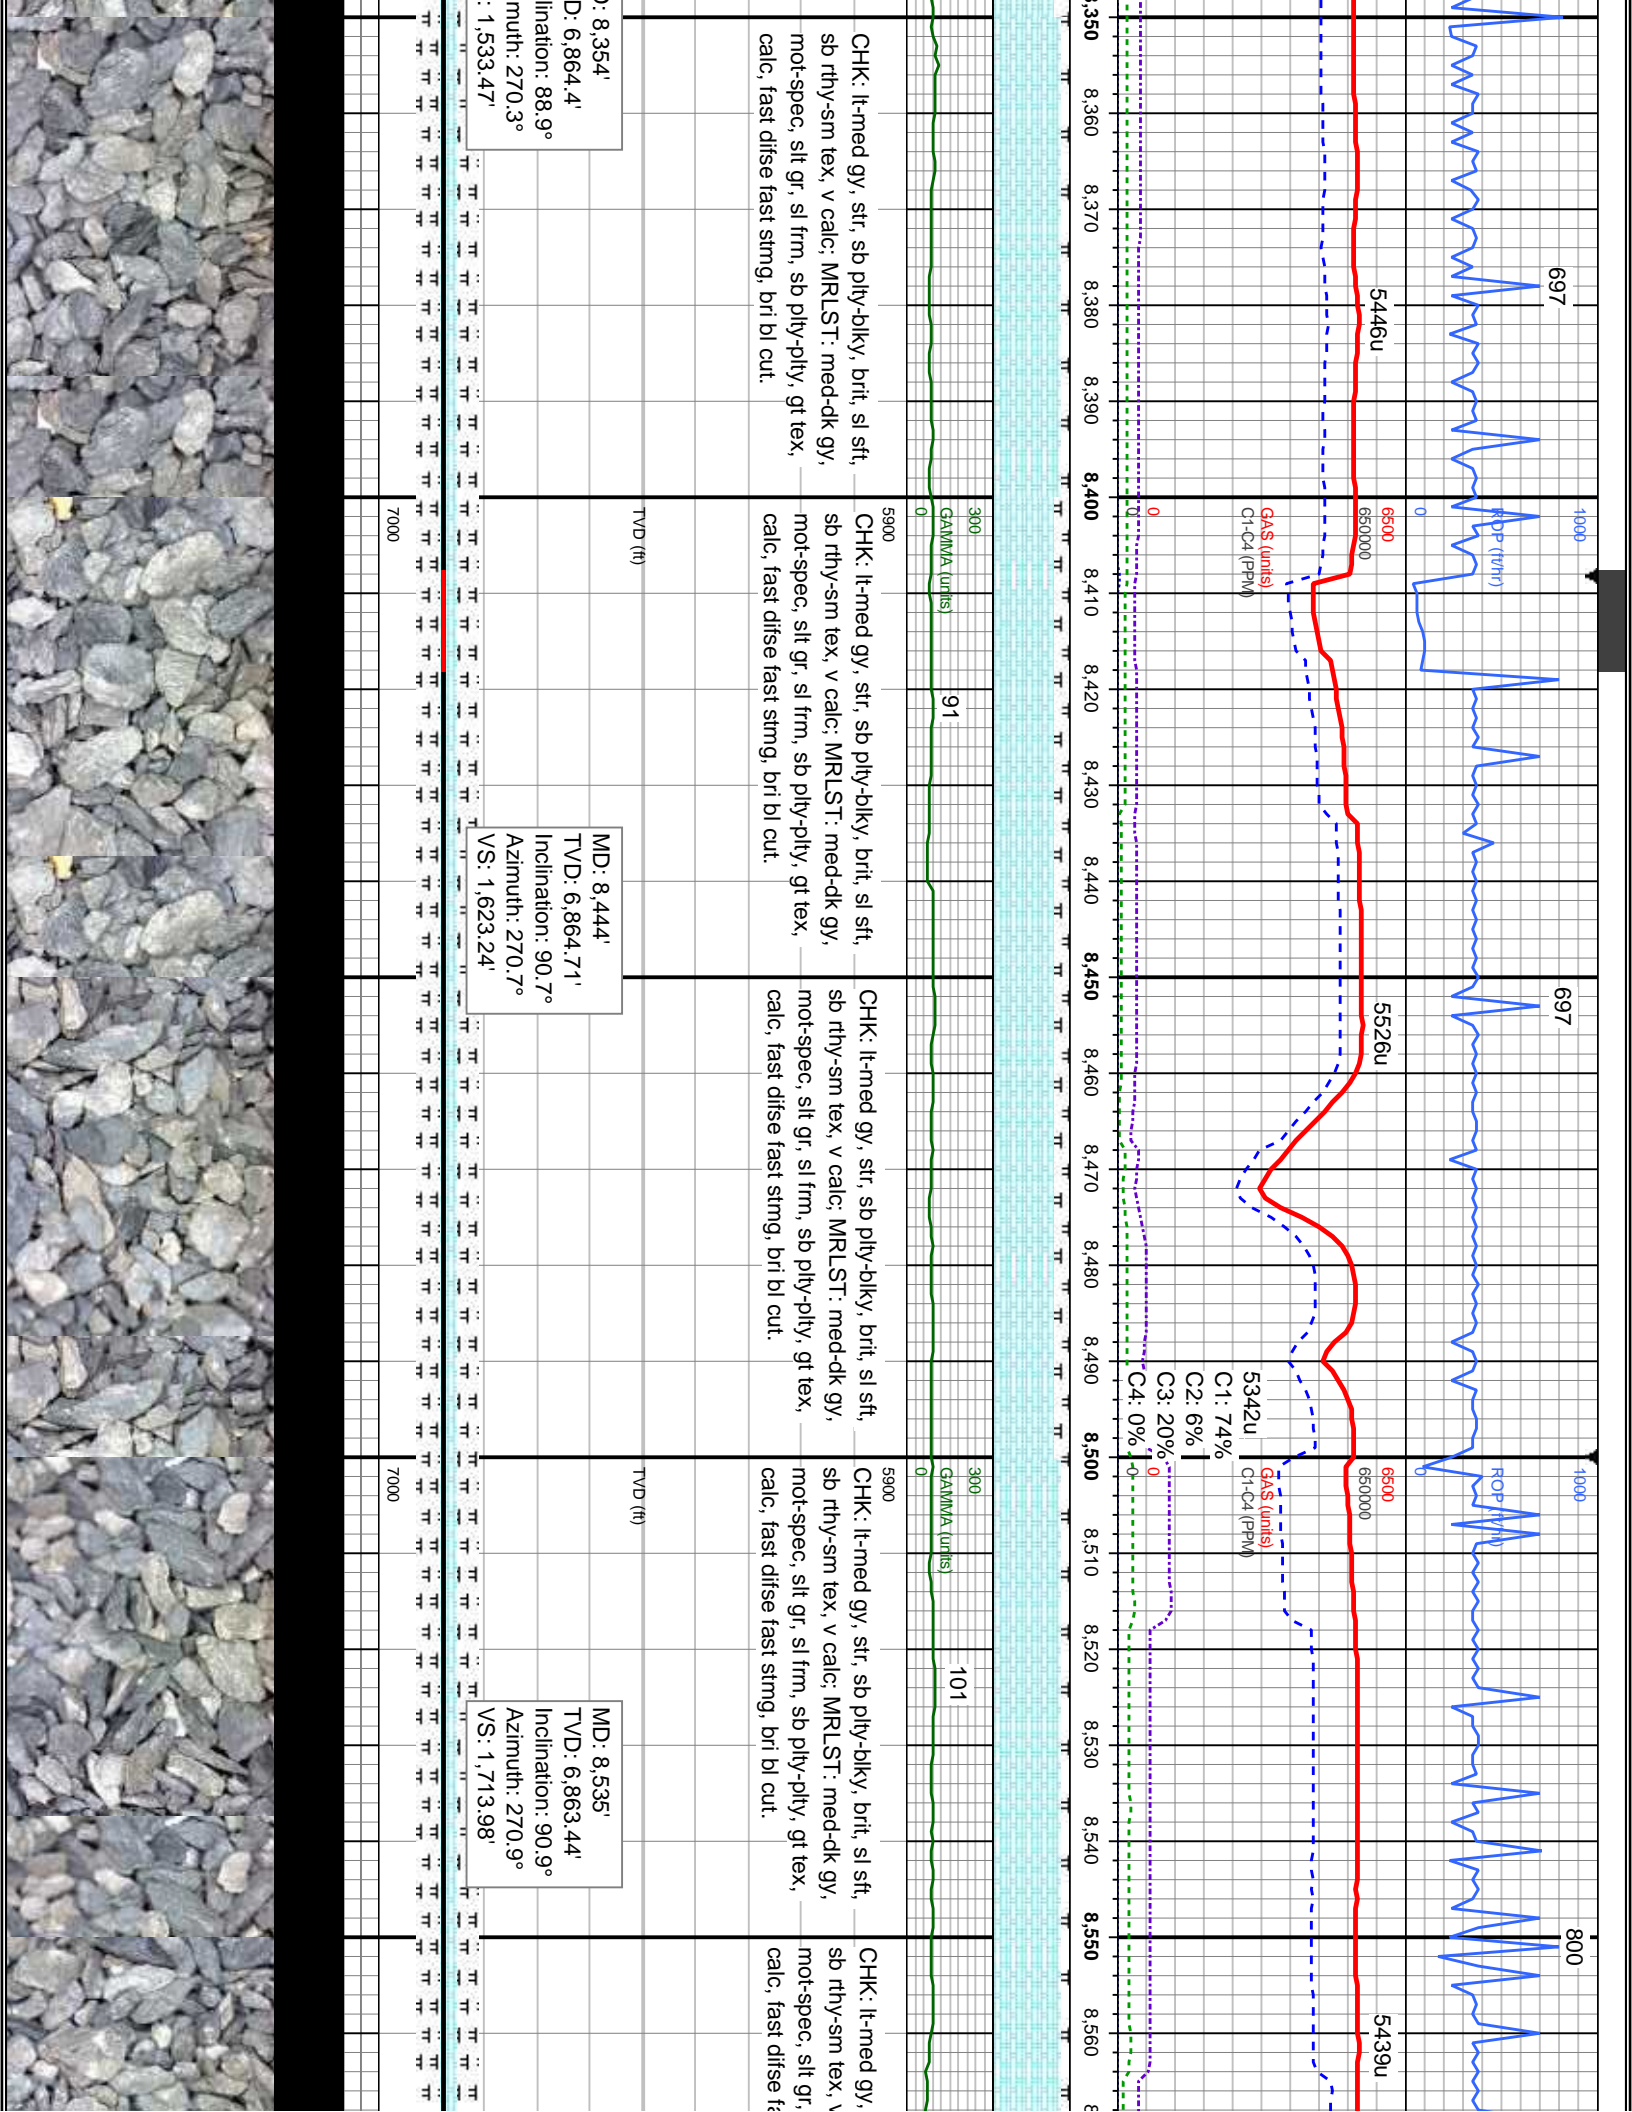 697
697
800
1000
ROP (ft/hr)
0
1000
ROP (ft/hr)
0
5446u
5526u
5439u
6500
650000
GAS (units)
C1-C4 (PPM)
0
0
6500
650000
GAS (units)
C1-C4 (PPM)
0
0
5342u
C1: 74%
C2: 6%
C3: 20%
C4: 0%
8,350
8,360
8,370
8,380
8,390
8,400
8,410
8,420
8,430
8,440
8,450
8,460
8,470
8,480
8,490
8,500
8,510
8,520
8,530
8,540
8,550
8,560
300
GAMMA (units)
0
91
300
GAMMA (units)
0
101
CHK: lt-med gy, str, sb plty-blky, brit, sl sft,
sb rthy-sm tex, v calc; MRLST: med-dk gy,
mot-spec, slt gr, sl frm, sb plty-plty, gt tex,
calc, fast difse fast stmg, bri bl cut.
CHK: lt-med gy, str, sb plty-blky, brit, sl sft,
sb rthy-sm tex, v calc; MRLST: med-dk gy,
mot-spec, slt gr, sl frm, sb plty-plty, gt tex,
calc, fast difse fast stmg, bri bl cut.
CHK: lt-med gy, str, sb plty-blky, brit, sl sft,
sb rthy-sm tex, v calc; MRLST: med-dk gy,
mot-spec, slt gr, sl frm, sb plty-plty, gt tex,
calc, fast difse fast stmg, bri bl cut.
CHK: lt-med gy, str, sb plty-blky, brit, sl sft,
sb rthy-sm tex, v calc; MRLST: med-dk gy,
mot-spec, slt gr, sl frm, sb plty-plty, gt tex,
calc, fast difse fast stmg, bri bl cut.
CHK: lt-med gy,
sb rthy-sm tex,
mot-spec, slt gr,
calc, fast difse
5900
TVD (ft)
7000
5900
TVD (ft)
7000
: 8,354'
D: 6,864.4'
lination: 88.9°
muth: 270.3°
: 1,533.47'
MD: 8,444'
TVD: 6,864.71'
Inclination: 90.7°
Azimuth: 270.7°
VS: 1,623.24'
MD: 8,535'
TVD: 6,863.44'
Inclination: 90.9°
Azimuth: 270.9°
VS: 1,713.98'